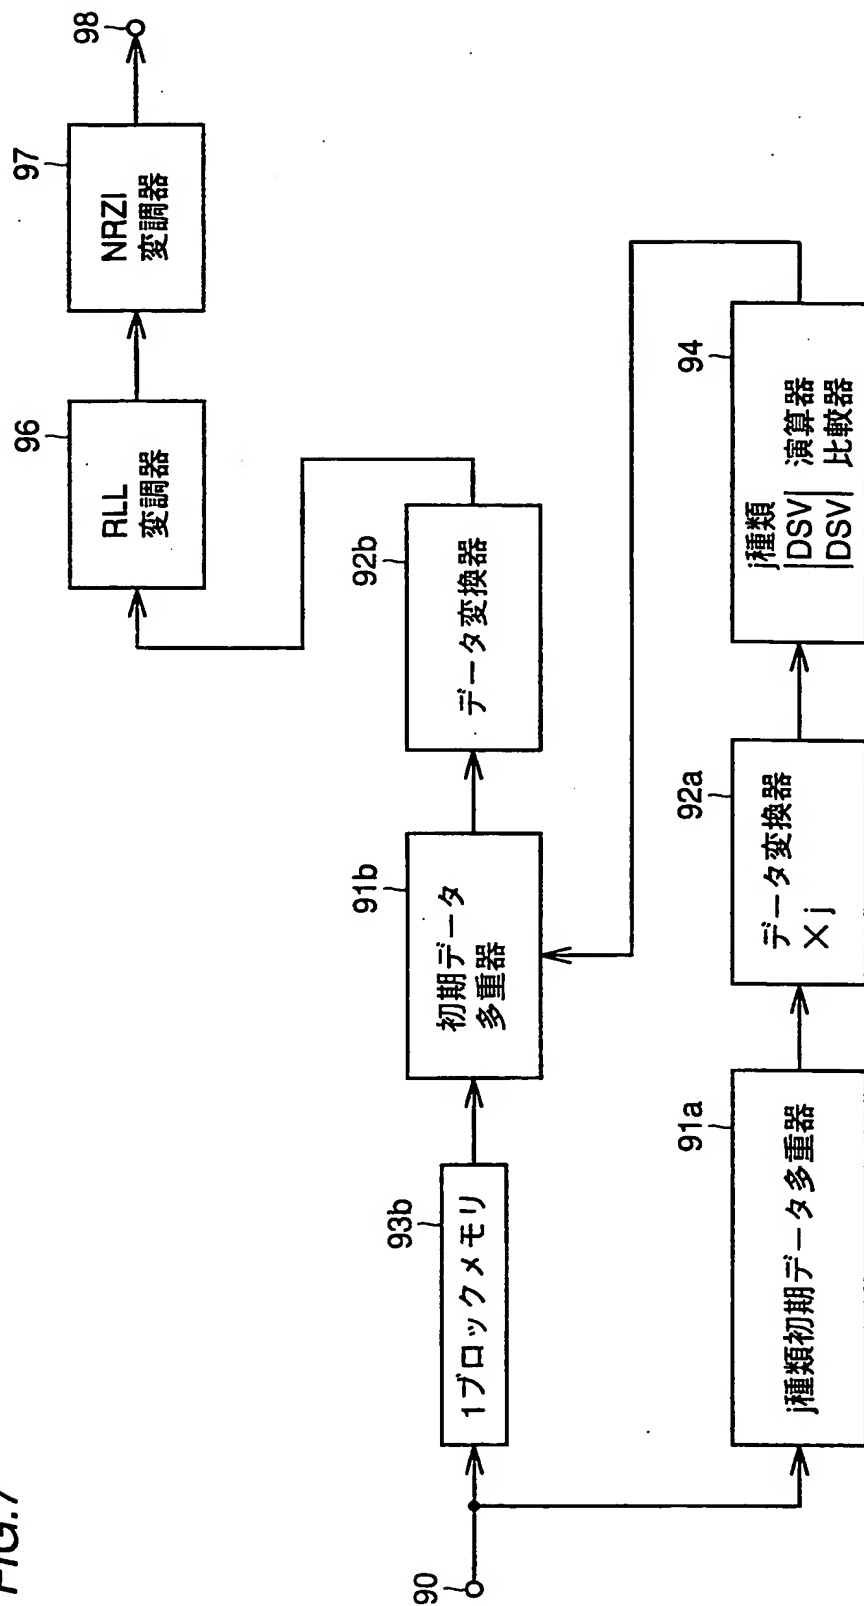 FIG.7
90
93b
1ブロックメモリ
91b
初期データ
多重器
92b
データ変換器
96
RLL
変調器
97
NRZI
変調器
98
91a
j種類初期データ多重器
92a
データ変換器
×j
94
j種類
|DSV| 演算器
|DSV| 比較器